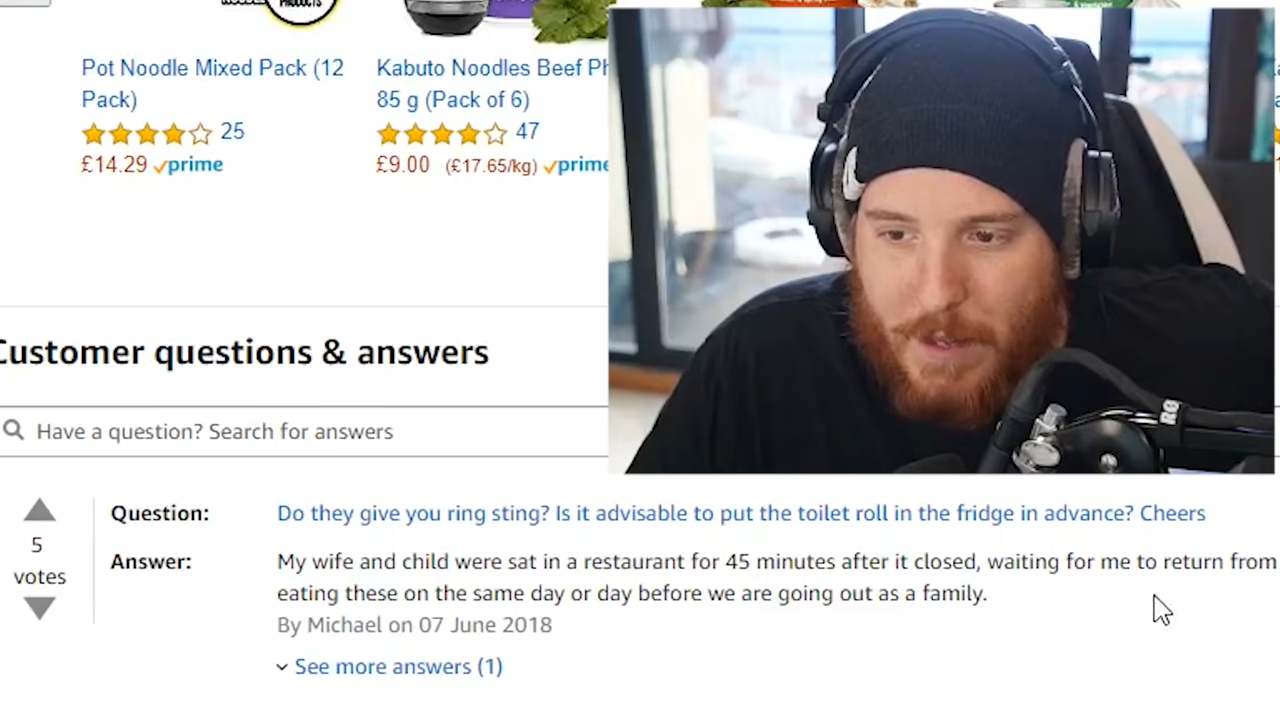 PRODUCTS
Pot Noodle Mixed Pack (12
Pack)
25
£14.29 prime
Kabuto Noodles Beef Ph
85 g (Pack of 6)
47
£9.00 (£17.65/kg) prime
Customer questions & answers
Have a question? Search for answers
5
votes
Question: Do they give you ring sting? Is it advisable to put the toilet roll in the fridge in advance? Cheers
Answer: My wife and child were sat in a restaurant for 45 minutes after it closed, waiting for me to return from
eating these on the same day or day before we are going out as a family.
By Michael on 07 June 2018
See more answers (1)